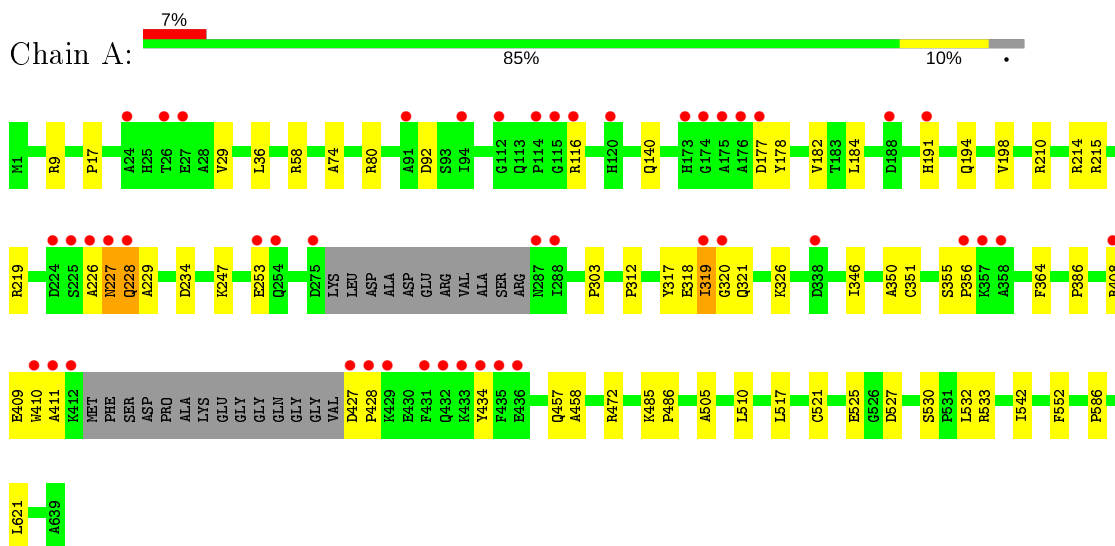 7%
Chain A:
85% 10% •
M1 R9 P17 A24 H25 T26 E27 A28 V29 L36 R58 A74 R80 A91 D92 S93 I94 G112 Q113 P114 G115 R116 H120 Q140 H173 G174 A175 A176 D177 Y178 V182 T183 L184 D188 H191 Q194 V198 R210 R214 R215
R219 D224 S225 A226 N227 Q228 A229 D234 K247 E253 Q254 D275 LYS LEU ASP ALA ASP GLU ARG VAL ALA SER ARG N287 I288 P303 P312 Y317 E318 I319 G320 Q321 K326 D338 I346 A350 C351 S355 P356 K357 A358 F364 P386 R408
E409 W410 A411 K412 MET PHE SER ASP PRO ALA LYS GLU GLY GLY GLN GLY GLY VAL D427 P428 K429 E430 F431 Q432 K433 Y434 F435 E436 Q457 A458 R472 K485 P486 A505 L510 L517 C521 E525 G526 D527 S530 P531 L532 R533 I542 F552 P586
L621 A639